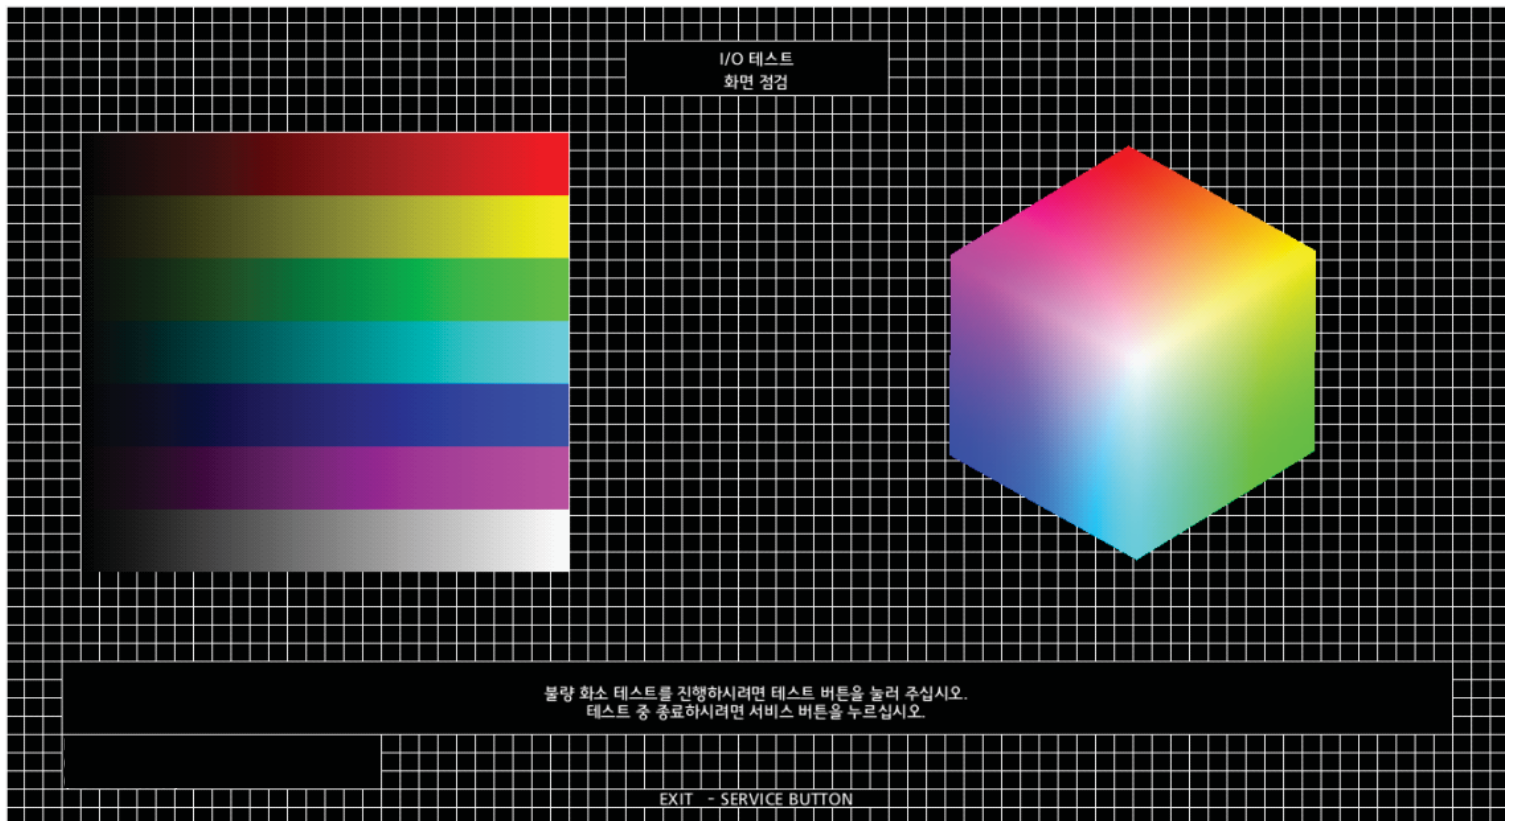 I/O 테스트
화면 점검
불량 화소 테스트를 진행하시려면 테스트 버튼을 눌러 주십시오.
테스트 중 종료하시려면 서비스 버튼을 누르십시오.
EXIT - SERVICE BUTTON